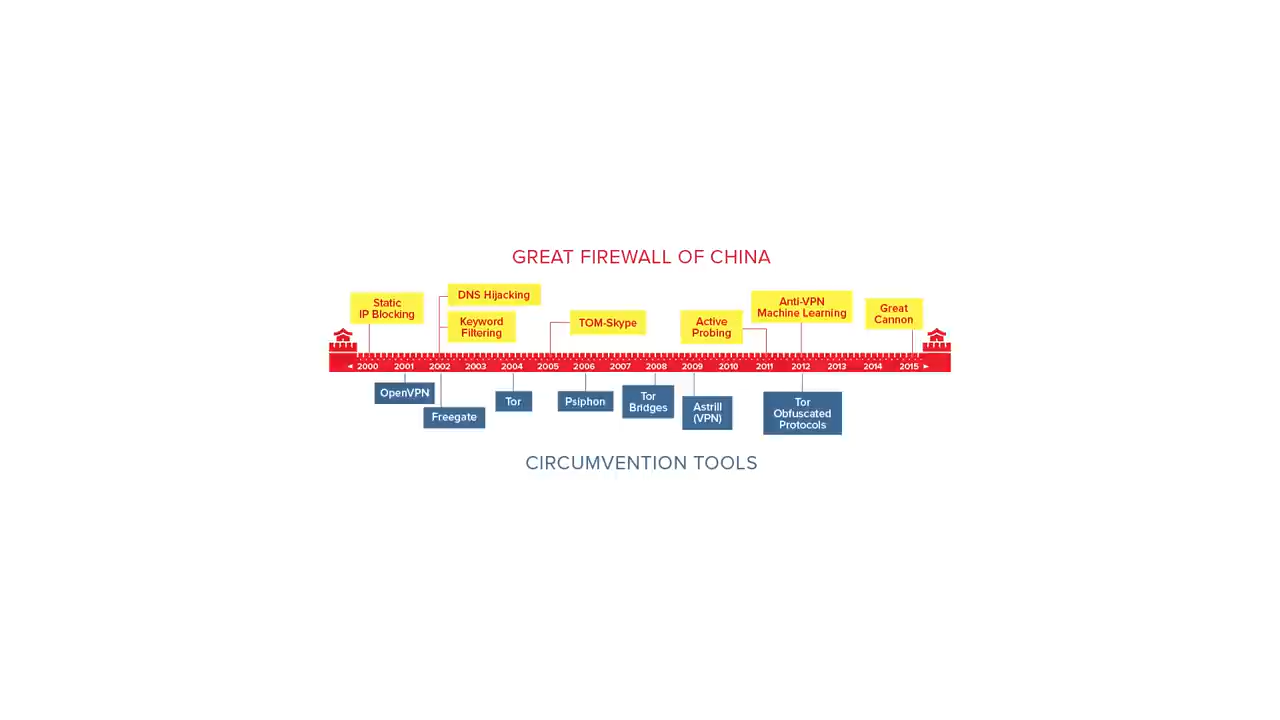 GREAT FIREWALL OF CHINA
Static
IP Blocking
DNS Hijacking
Keyword
Filtering
TOM-Skype
Active
Probing
Anti-VPN
Machine Learning
Great
Cannon
◄ 2000 2001 2002 2003 2004 2005 2006 2007 2008 2009 2010 2011 2012 2013 2014 2015 ►
OpenVPN
Freegate
Tor
Psiphon
Tor
Bridges
Astrill
(VPN)
Tor
Obfuscated
Protocols
CIRCUMVENTION TOOLS